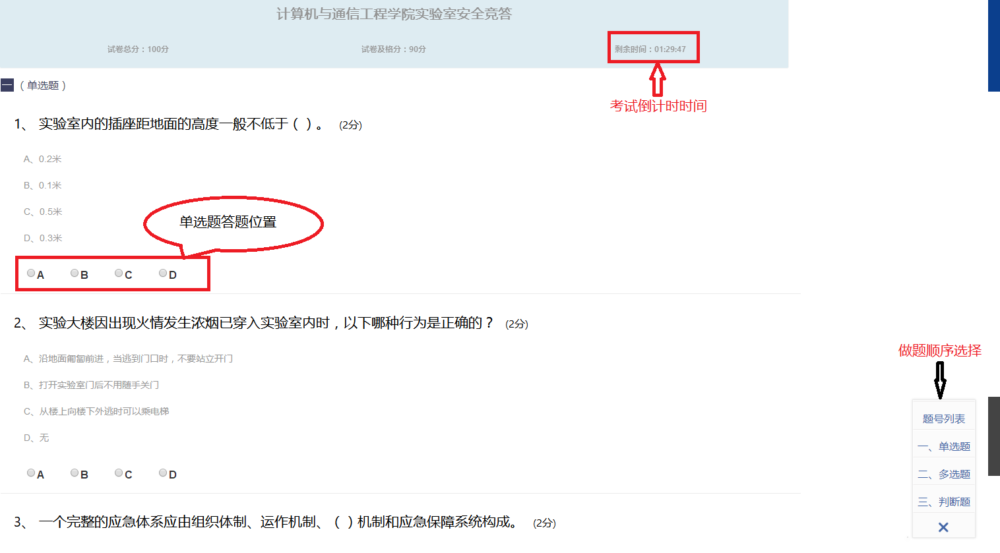 计算机与通信工程学院实验室安全竞答
试卷总分：100分 试卷及格分：90分 剩余时间：01:29:47
考试倒计时时间
一 （单选题）
1、 实验室内的插座距地面的高度一般不低于（ ）。 (2分)
A、0.2米
B、0.1米
C、0.5米
D、0.3米
单选题答题位置
A B C D
2、 实验大楼因出现火情发生浓烟已穿入实验室内时，以下哪种行为是正确的？ (2分)
A、沿地面匍匐前进，当逃到门口时，不要站立开门
B、打开实验室门后不用随手关门
C、从楼上向楼下外逃时可以乘电梯
D、无
A B C D
3、 一个完整的应急体系应由组织体制、运作机制、（ ）机制和应急保障系统构成。 (2分)
做题顺序选择
题号列表
一、单选题
二、多选题
三、判断题